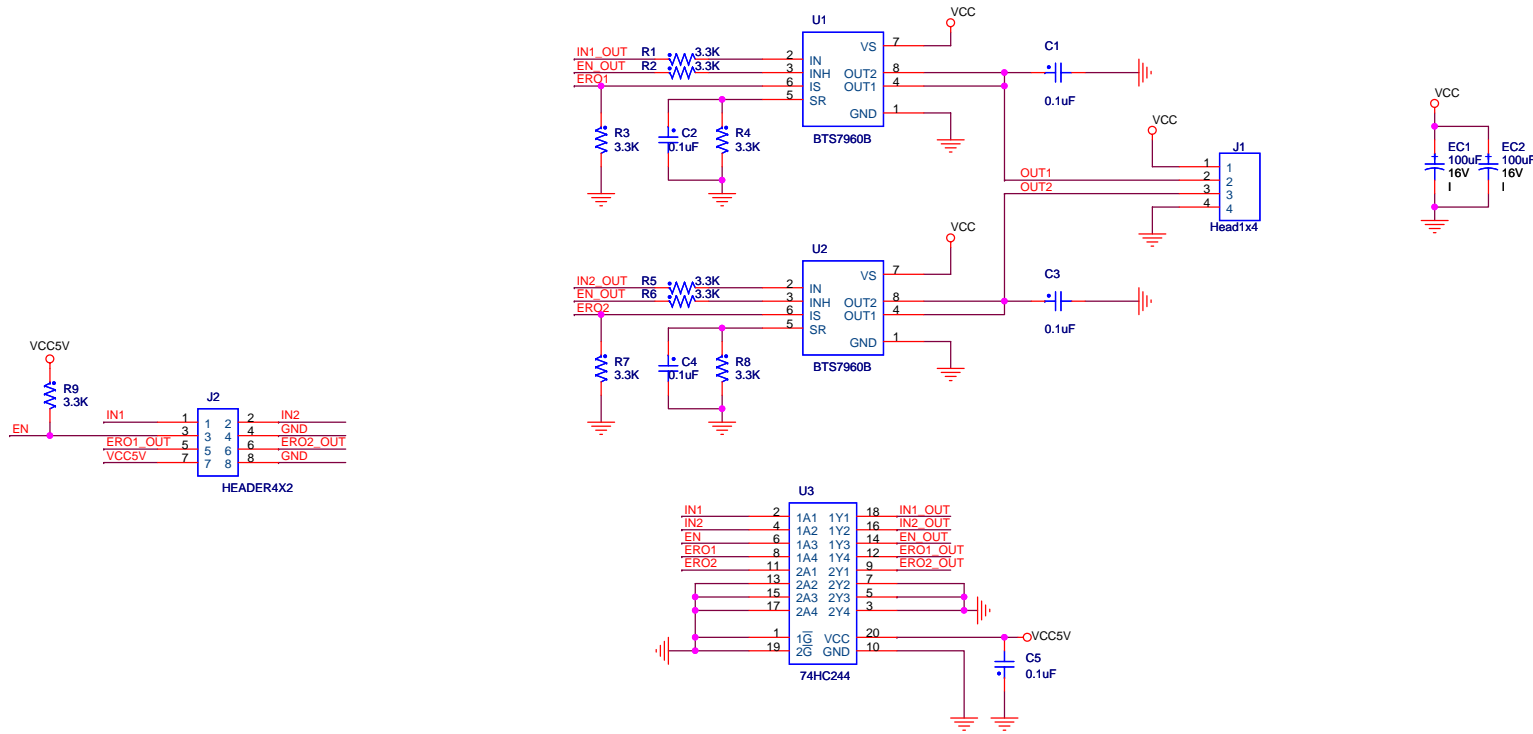 U1
VCC
IN1_OUT R1 3.3K 2 IN VS 7
EN_OUT R2 3.3K 3 INH OUT2 8
ERO1 6 IS OUT1 4
5 SR
GND 1
BTS7960B
C1
0.1uF
R3
3.3K
C2
0.1uF
R4
3.3K
VCC
J1
1 1
OUT1 2 2
OUT2 3 3
4 4
Head1x4
VCC
EC1
100uF
16V
I
EC2
100uF
16V
I
U2
VCC
IN2_OUT R5 3.3K 2 IN VS 7
EN_OUT R6 3.3K 3 INH OUT2 8
ERO2 6 IS OUT1 4
5 SR
GND 1
BTS7960B
C3
0.1uF
R7
3.3K
C4
0.1uF
R8
3.3K
VCC5V
R9
3.3K
J2
IN1 1 1 2 2 IN2
EN 3 3 4 4 GND
ERO1_OUT 5 5 6 6 ERO2_OUT
VCC5V 7 7 8 8 GND
HEADER4X2
U3
IN1 2 1A1 1Y1 18 IN1_OUT
IN2 4 1A2 1Y2 16 IN2_OUT
EN 6 1A3 1Y3 14 EN_OUT
ERO1 8 1A4 1Y4 12 ERO1_OUT
ERO2 11 2A1 2Y1 9 ERO2_OUT
13 2A2 2Y2 7
15 2A3 2Y3 5
17 2A4 2Y4 3
1 1G VCC 20 VCC5V
19 2G GND 10
74HC244
C5
0.1uF